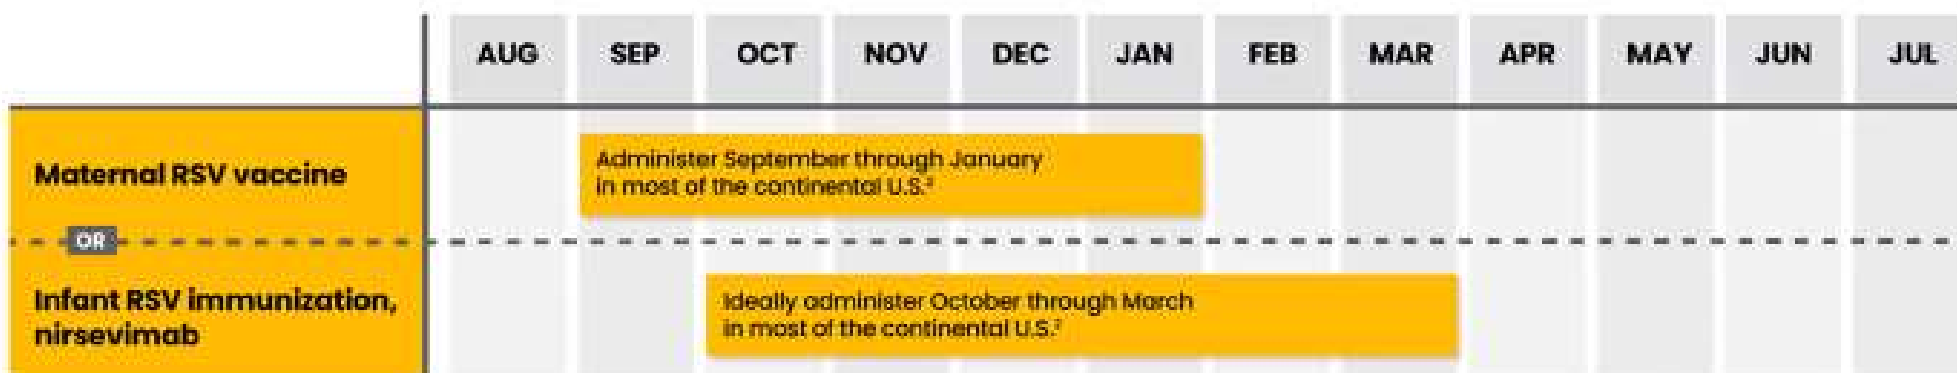 AUG SEP OCT NOV DEC JAN FEB MAR APR MAY JUN JUL
Maternal RSV vaccine
Administer September through January
in most of the continental U.S.²
OR
Infant RSV immunization,
nirsevimab
Ideally administer October through March
in most of the continental U.S.²